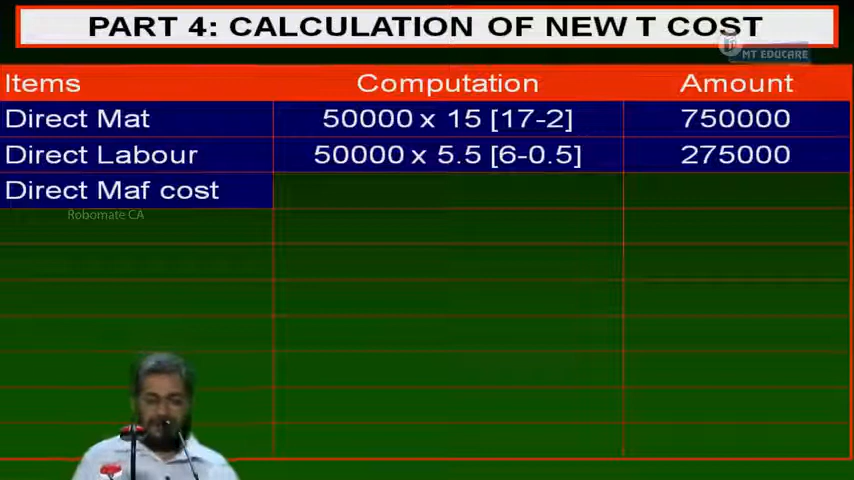 PART 4: CALCULATION OF NEW T COST
MT EDUCARE
Items Computation Amount
Direct Mat 50000 x 15 [17-2] 750000
Direct Labour 50000 x 5.5 [6-0.5] 275000
Direct Maf cost
Robomate CA